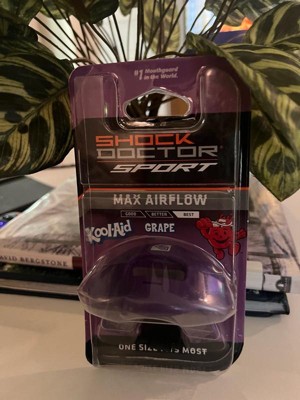 #1 Mouthguard
in the World.
SHOCK
DOCTOR
SPORT
MAX AIRFLOW
GOOD BETTER BEST
Kool-Aid GRAPE
ONE SIZE FITS MOST
BERGSTONE